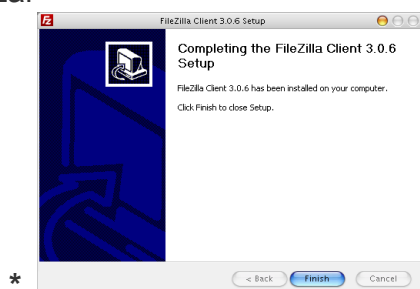 FileZilla Client 3.0.6 Setup
Completing the FileZilla Client 3.0.6
Setup
FileZilla Client 3.0.6 has been installed on your computer.
Click Finish to close Setup.
* < Back Finish Cancel